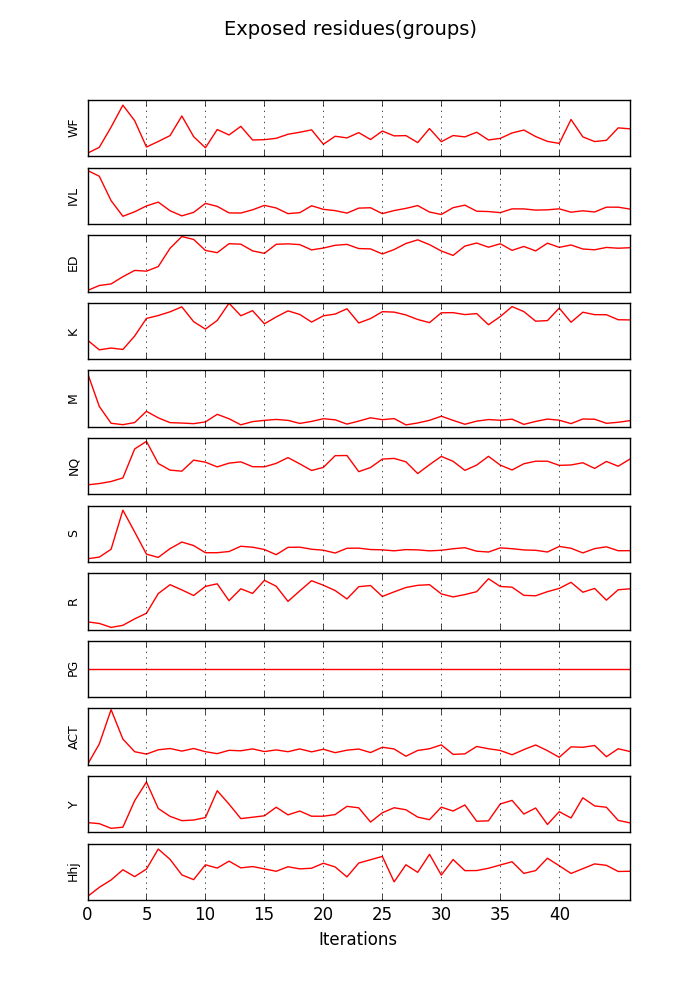 Exposed residues(groups)
WF
IVL
ED
K
M
NQ
S
R
PG
ACT
Y
Hhj
0 5 10 15 20 25 30 35 40
Iterations